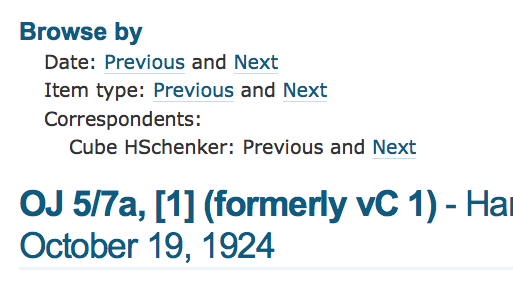 Browse by
Date: Previous and Next
Item type: Previous and Next
Correspondents:
Cube HSchenker: Previous and Next
OJ 5/7a, [1] (formerly vC 1) - Han
October 19, 1924